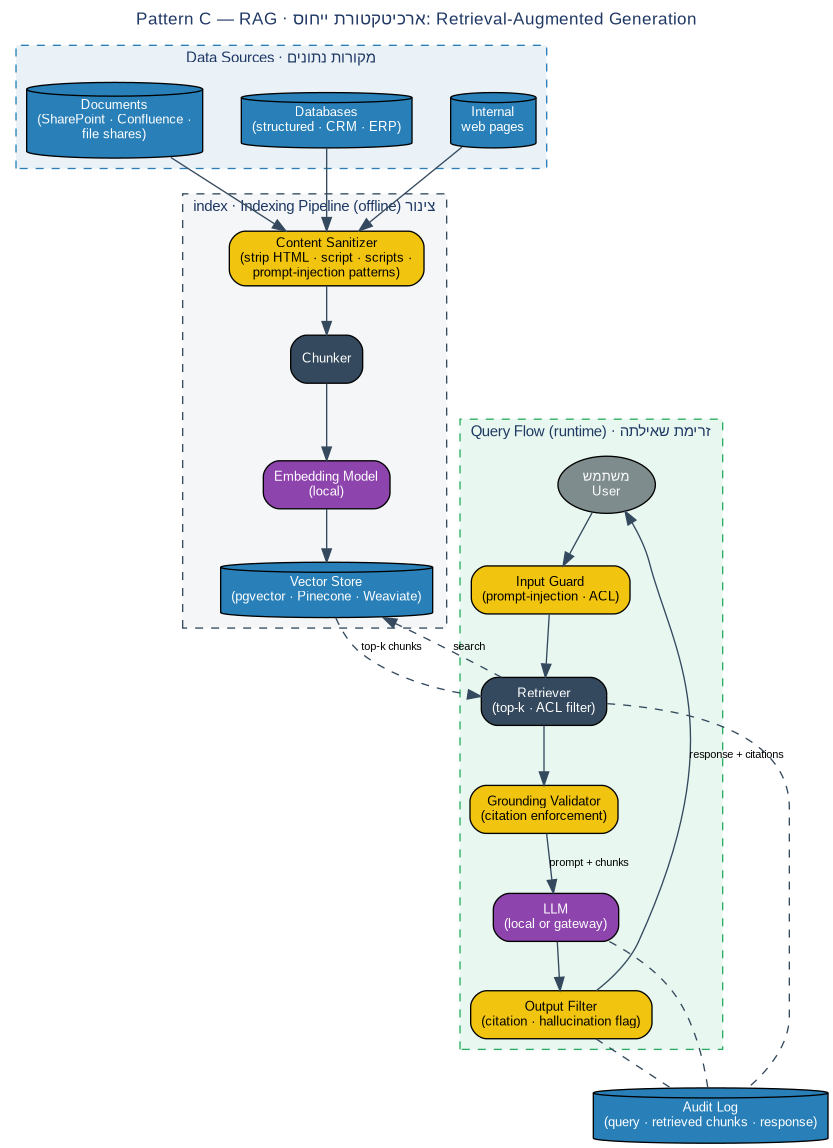 Pattern C — RAG · ארכיטקטורת ייחוס: Retrieval-Augmented Generation
Data Sources · מקורות נתונים
Documents
(SharePoint · Confluence ·
file shares)
Databases
(structured · CRM · ERP)
Internal
web pages
index · Indexing Pipeline (offline) צינור
Content Sanitizer
(strip HTML · script · scripts ·
prompt-injection patterns)
Chunker
Embedding Model
(local)
Vector Store
(pgvector · Pinecone · Weaviate)
Query Flow (runtime) · זרימת שאילתה
משתמש
User
Input Guard
(prompt-injection · ACL)
top-k chunks
search
Retriever
(top-k · ACL filter)
response + citations
Grounding Validator
(citation enforcement)
prompt + chunks
LLM
(local or gateway)
Output Filter
(citation · hallucination flag)
Audit Log
(query · retrieved chunks · response)